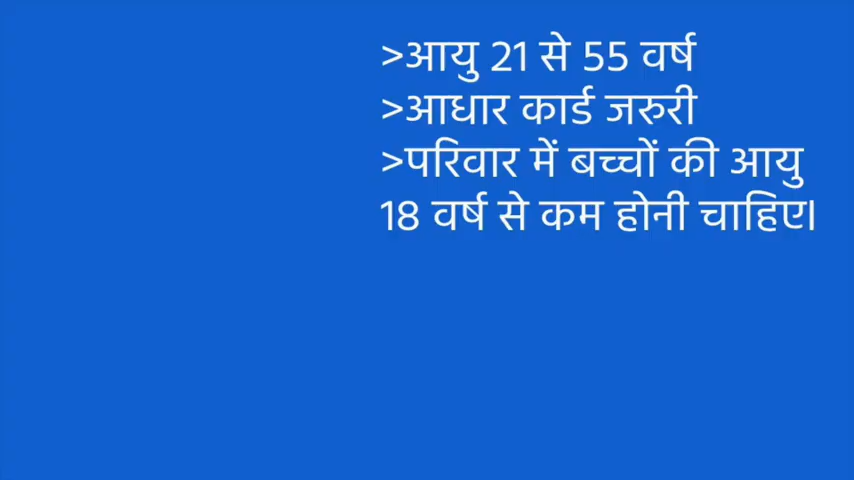 >आयु 21 से 55 वर्ष
>आधार कार्ड जरुरी
>परिवार में बच्चों की आयु
18 वर्ष से कम होनी चाहिए।